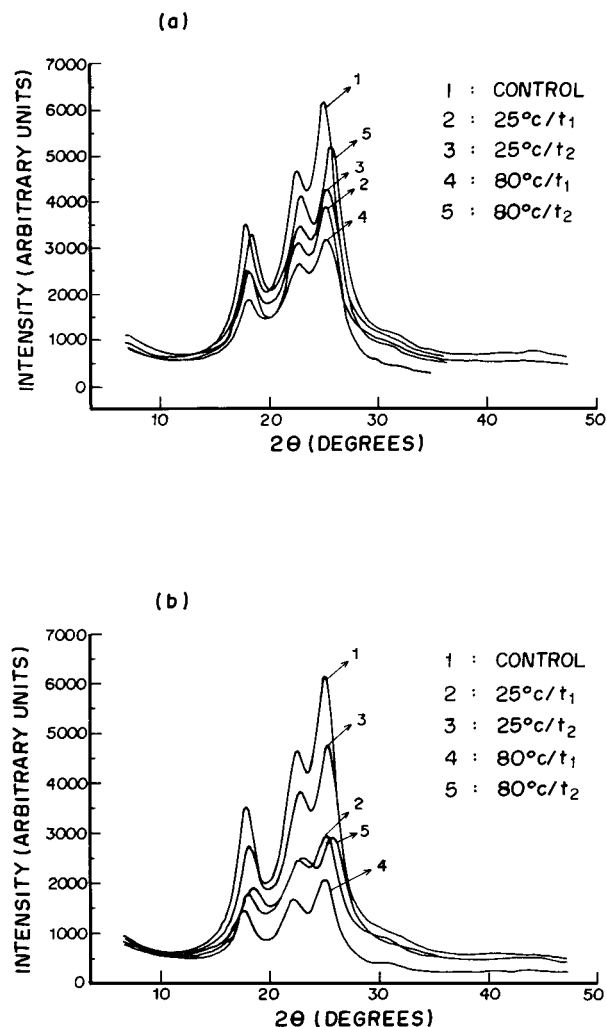 (a)
INTENSITY (ARBITRARY UNITS)
7000
6000
5000
4000
3000
2000
1000
0
10
20
30
40
50
2θ (DEGREES)
1
5
3
2
4
1 : CONTROL
2 : 25°c/t₁
3 : 25°c/t₂
4 : 80°c/t₁
5 : 80°c/t₂
(b)
INTENSITY (ARBITRARY UNITS)
7000
6000
5000
4000
3000
2000
1000
0
10
20
30
40
50
2θ (DEGREES)
1
3
2
5
4
1 : CONTROL
2 : 25°c/t₁
3 : 25°c/t₂
4 : 80°c/t₁
5 : 80°c/t₂